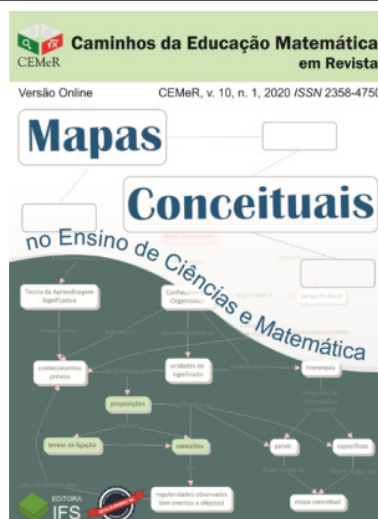 CEMeR
Caminhos da Educação Matemática
em Revista
Versão Online
CEMeR, v. 10, n. 1, 2020 ISSN 2358-4750
Mapas
Conceituais
no Ensino de Ciências e Matemática
Teoria da Aprendizagem
Significativa
pergunta focal
conhecimentos
prévios
unidades de
significado
hierarquia
proposições
termo de ligação
conceitos
gerais
específicos
regularidades observadas
(em eventos e objetos)
mapa conceitual
EDITORA
IFS